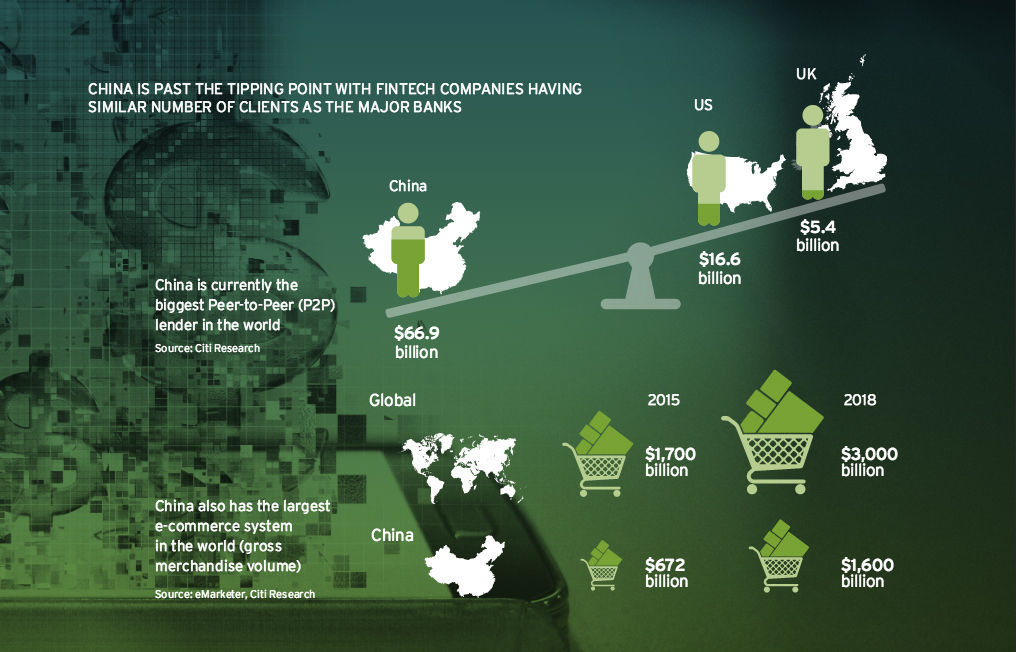 CHINA IS PAST THE TIPPING POINT WITH FINTECH COMPANIES HAVING
SIMILAR NUMBER OF CLIENTS AS THE MAJOR BANKS
UK
US
China
$5.4
billion
$16.6
billion
China is currently the
biggest Peer-to-Peer (P2P)
lender in the world
Source: Citi Research
$66.9
billion
Global
2015
2018
$1,700
billion
$3,000
billion
China also has the largest
e-commerce system
in the world (gross
merchandise volume)
Source: eMarketer, Citi Research
China
$672
billion
$1,600
billion